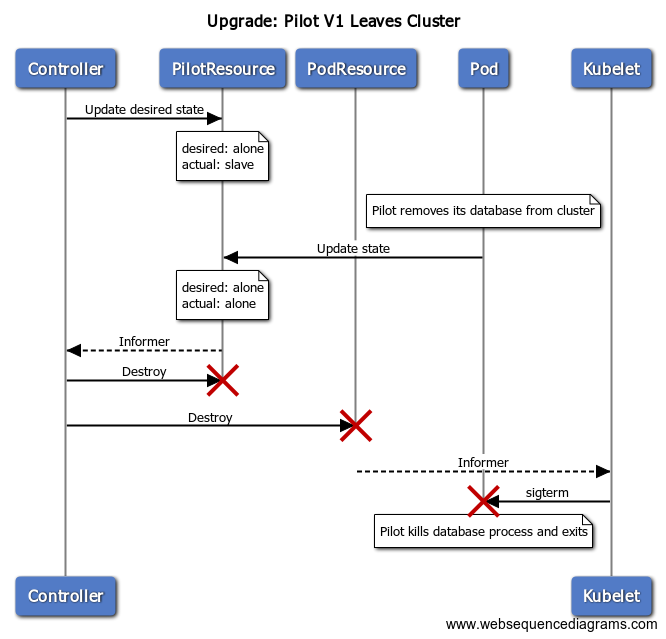 Upgrade: Pilot V1 Leaves Cluster
Controller
PilotResource
PodResource
Pod
Kubelet
Update desired state
desired: alone
actual: slave
Pilot removes its database from cluster
Update state
desired: alone
actual: alone
Informer
Destroy
Destroy
Informer
sigterm
Pilot kills database process and exits
Controller
Kubelet
www.websequencediagrams.com